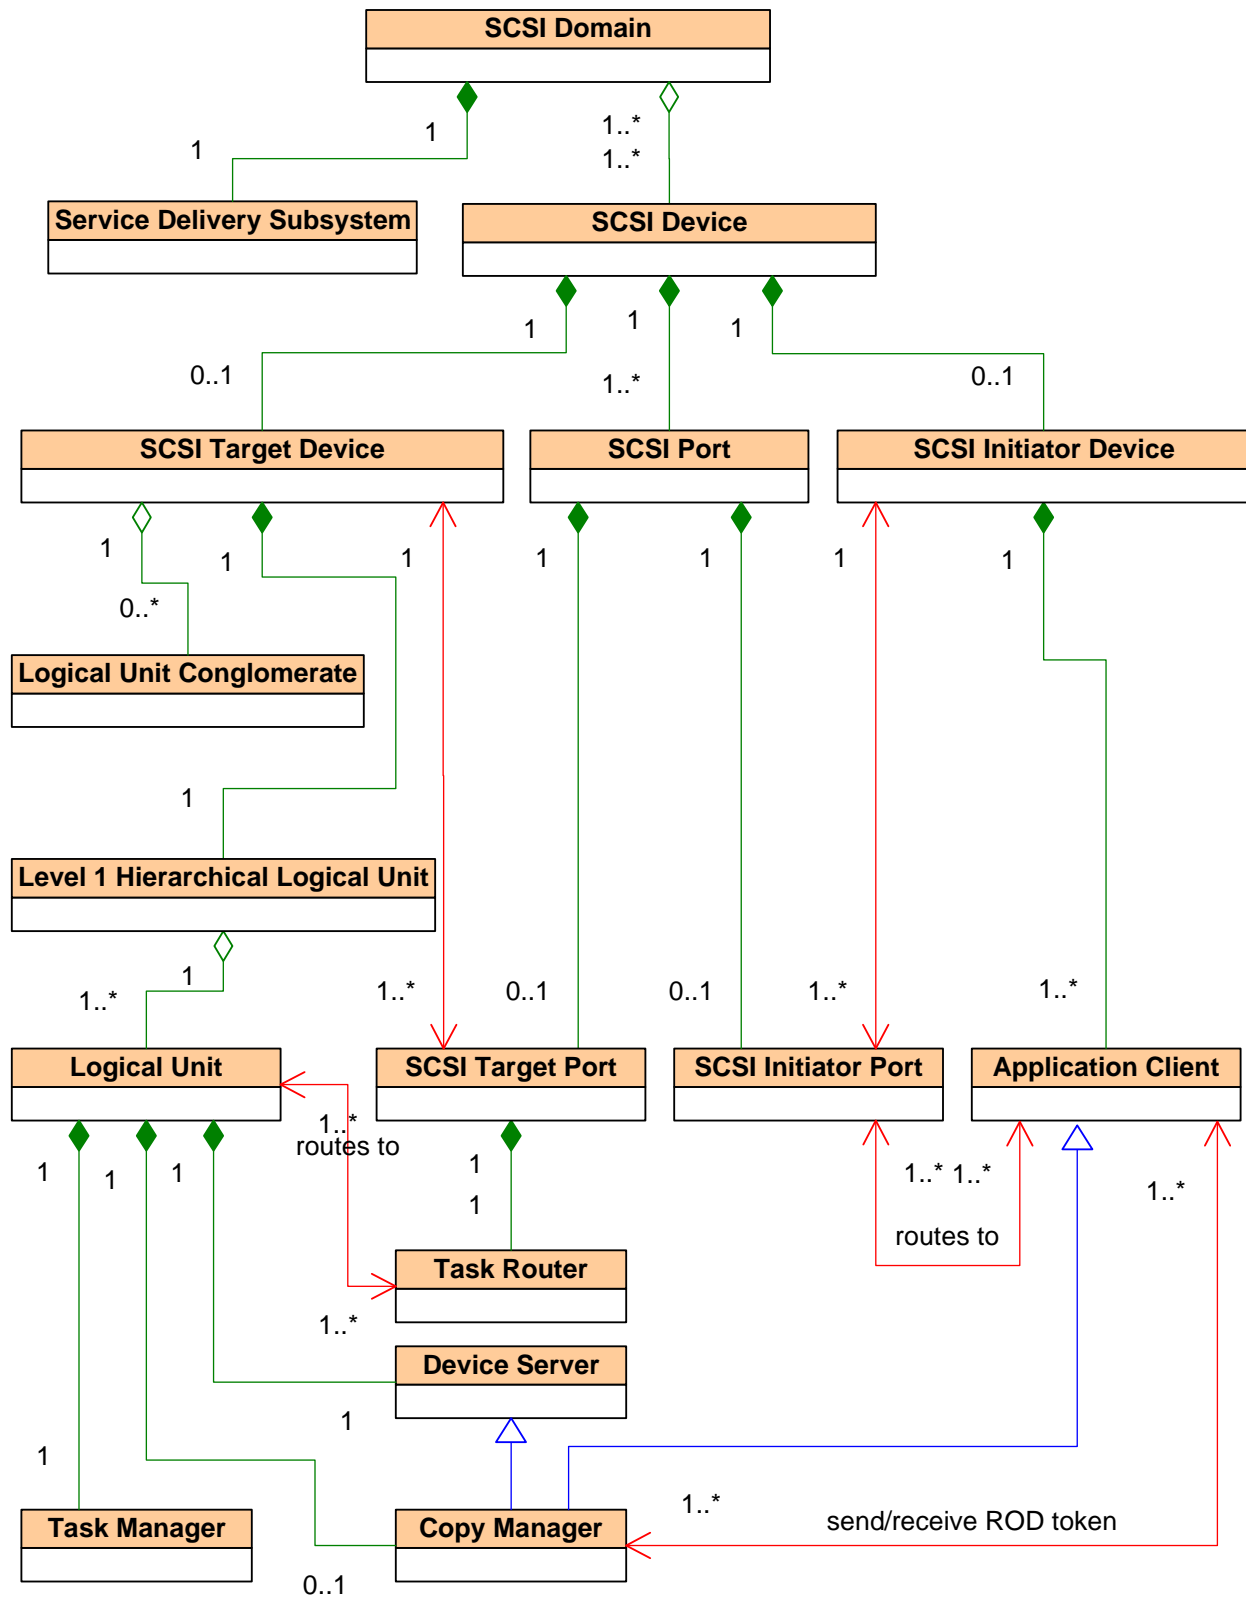 SCSI Domain
1
1..*
1
1..*
Service Delivery Subsystem
SCSI Device
1
1
1
0..1
1..*
0..1
SCSI Target Device
SCSI Port
SCSI Initiator Device
1
1
1
1
1
1
1
0..*
Logical Unit Conglomerate
1
Level 1 Hierarchical Logical Unit
1
1..*
1..*
0..1
0..1
1..*
1..*
Logical Unit
SCSI Target Port
SCSI Initiator Port
Application Client
1..*
routes to
1
1
1
1
1..*
1..*
1..*
1
routes to
Task Router
1..*
Device Server
1
1
1..*
send/receive ROD token
Task Manager
Copy Manager
0..1